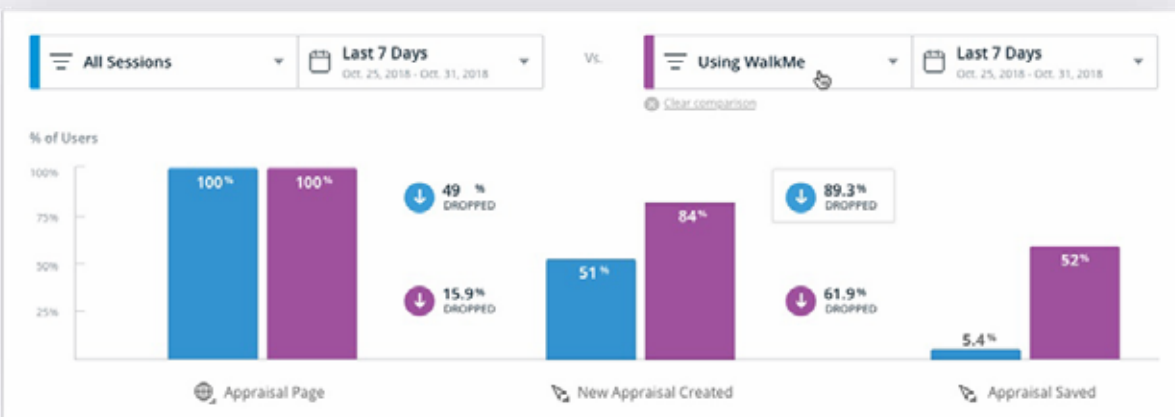 All Sessions
Last 7 Days
Oct. 25, 2018 - Oct. 31, 2018
Vs.
Using WalkMe
Last 7 Days
Oct. 25, 2018 - Oct. 31, 2018
Clear comparison
% of Users
100%
75%
50%
25%
100%
100%
49 %
DROPPED
15.9%
DROPPED
51%
84%
89.3%
DROPPED
61.9%
DROPPED
5.4%
52%
Appraisal Page
New Appraisal Created
Appraisal Saved